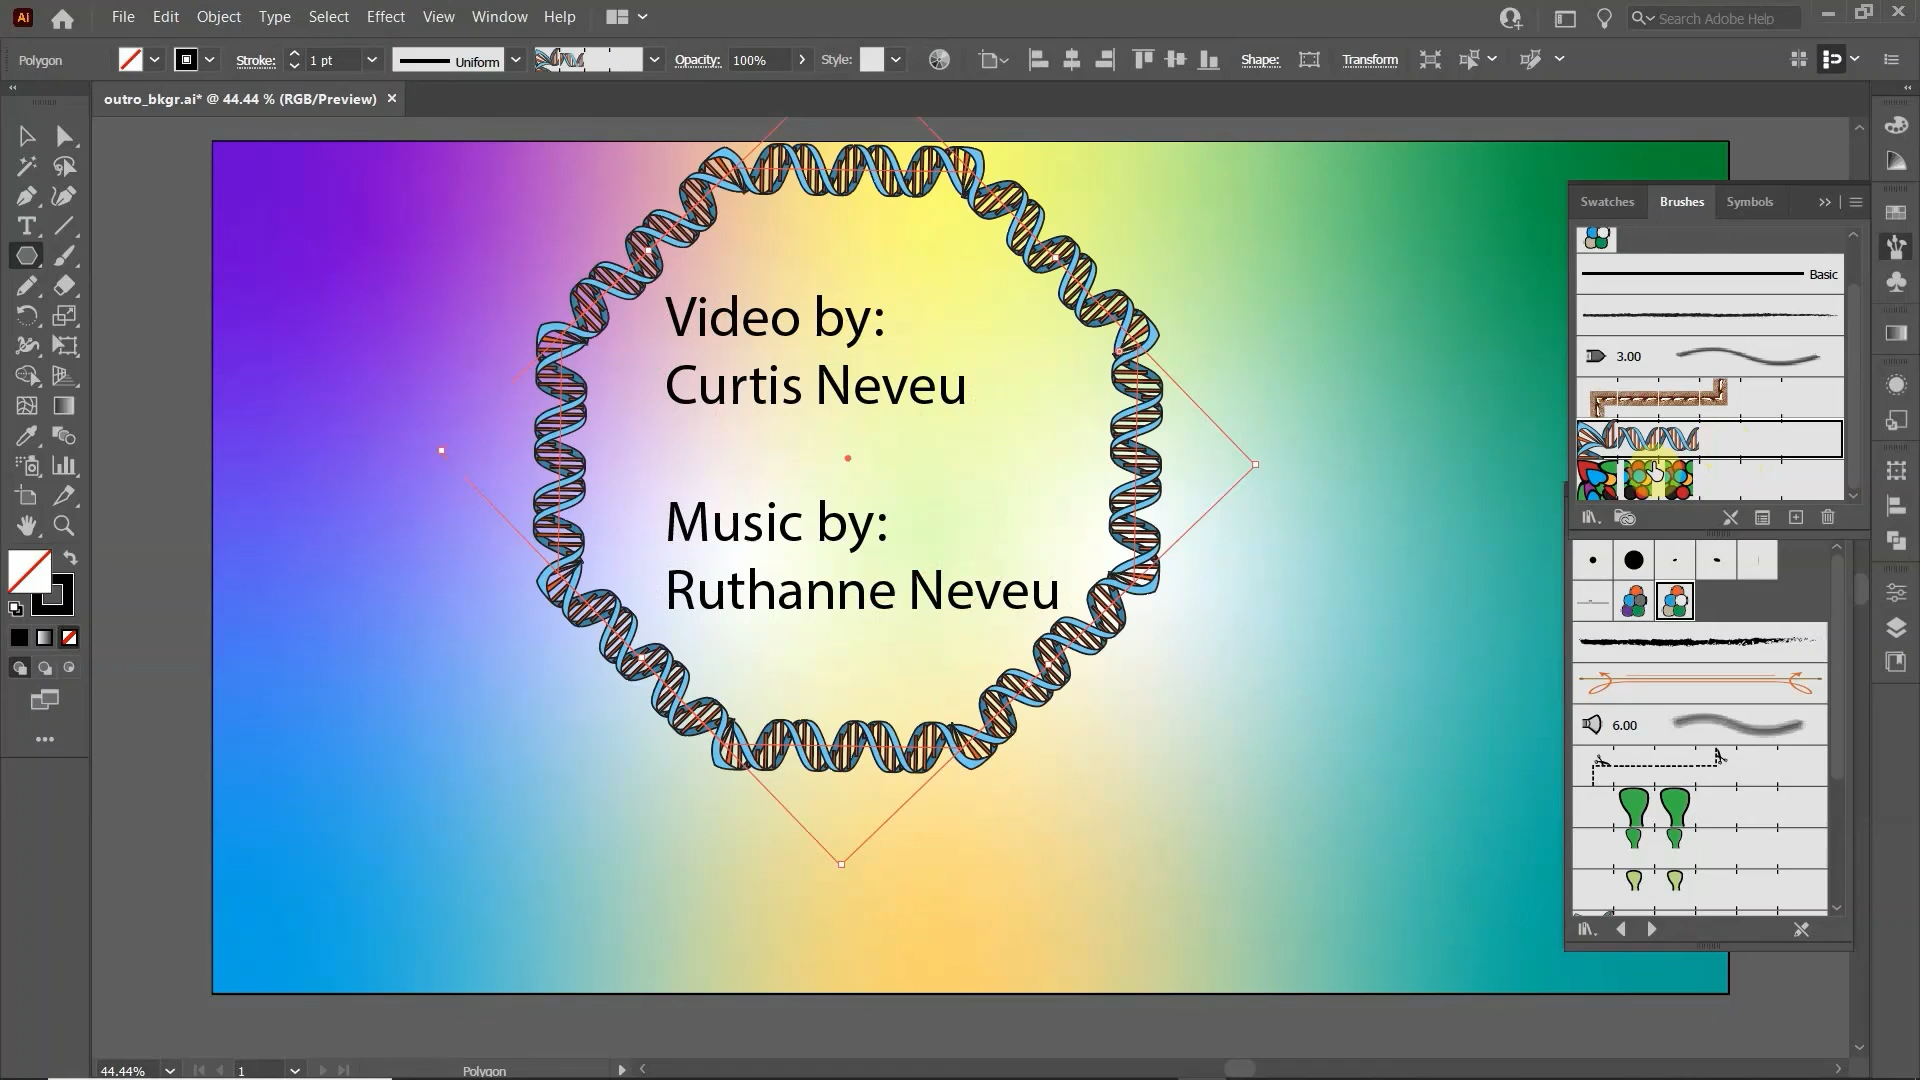 Ai
File Edit Object Type Select Effect View Window Help
Search Adobe Help
Polygon
Stroke: 1 pt Uniform Opacity: 100% Style: Shape: Transform
outro_bkgr.ai* @ 44.44 % (RGB/Preview)
Swatches Brushes Symbols
Basic
3.00
Video by:
Curtis Neveu
Music by:
Ruthanne Neveu
6.00
44.44% 1 Polygon